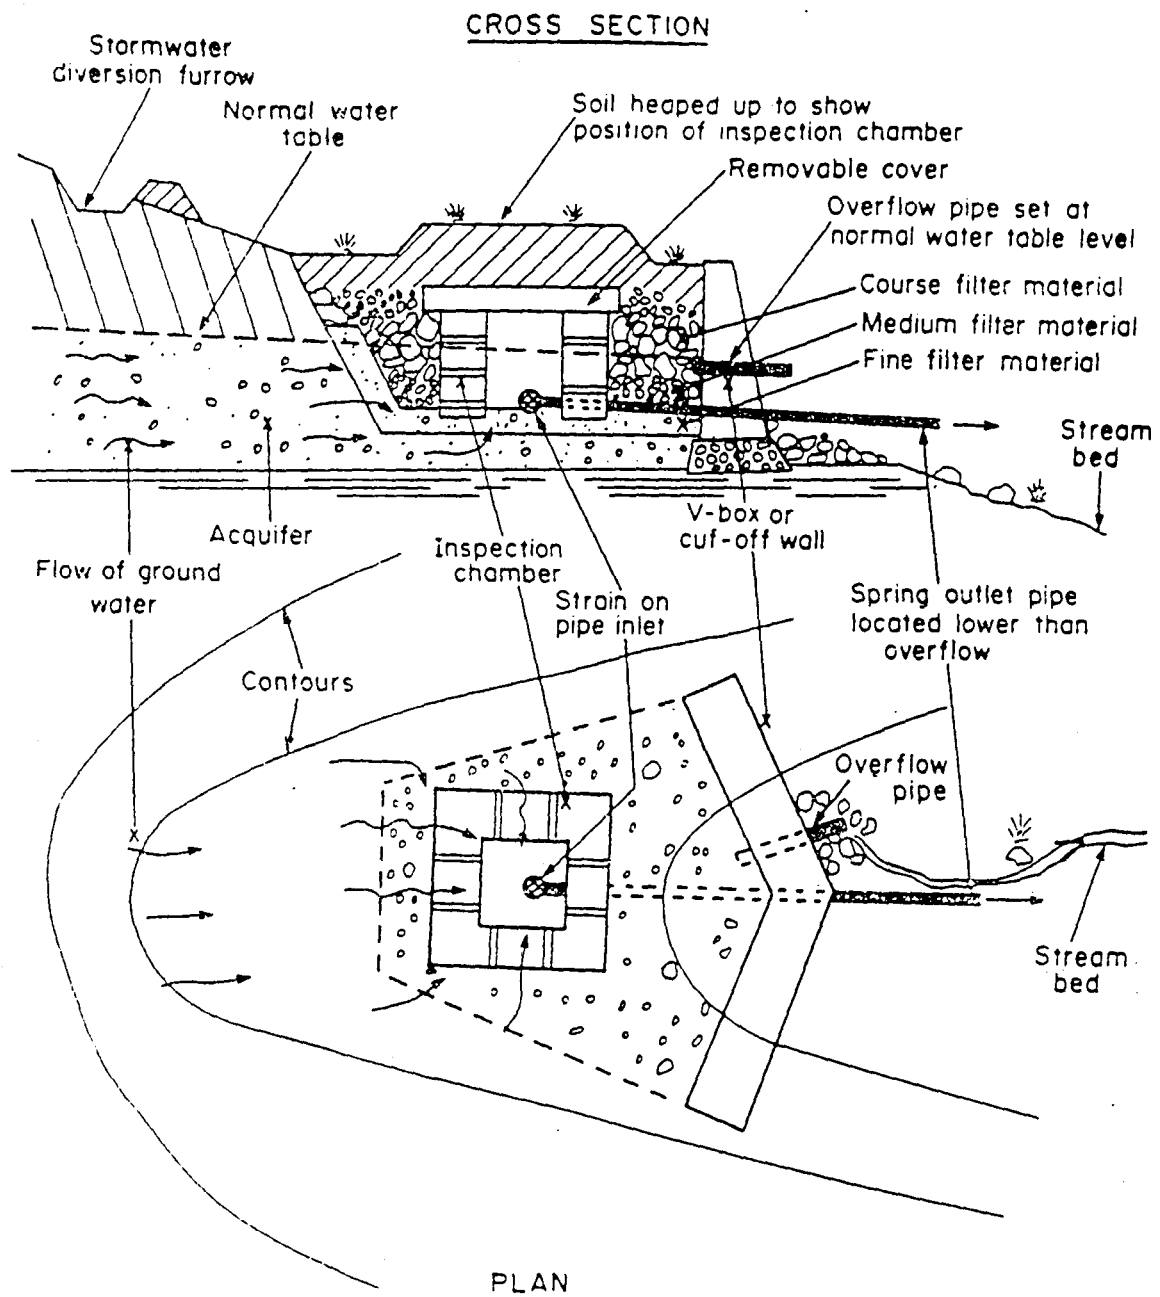 CROSS SECTION
Stormwater
diversion furrow
Normal water
table
Soil heaped up to show
position of inspection chamber
Removable cover
Overflow pipe set at
normal water table level
Course filter material
Medium filter material
Fine filter material
Stream
bed
V-box or
cuf-off wall
Acquifer
Inspection
chamber
Flow of ground
water
Strain on
pipe inlet
Spring outlet pipe
located lower than
overflow
Contours
Overflow
pipe
Stream
bed
PLAN